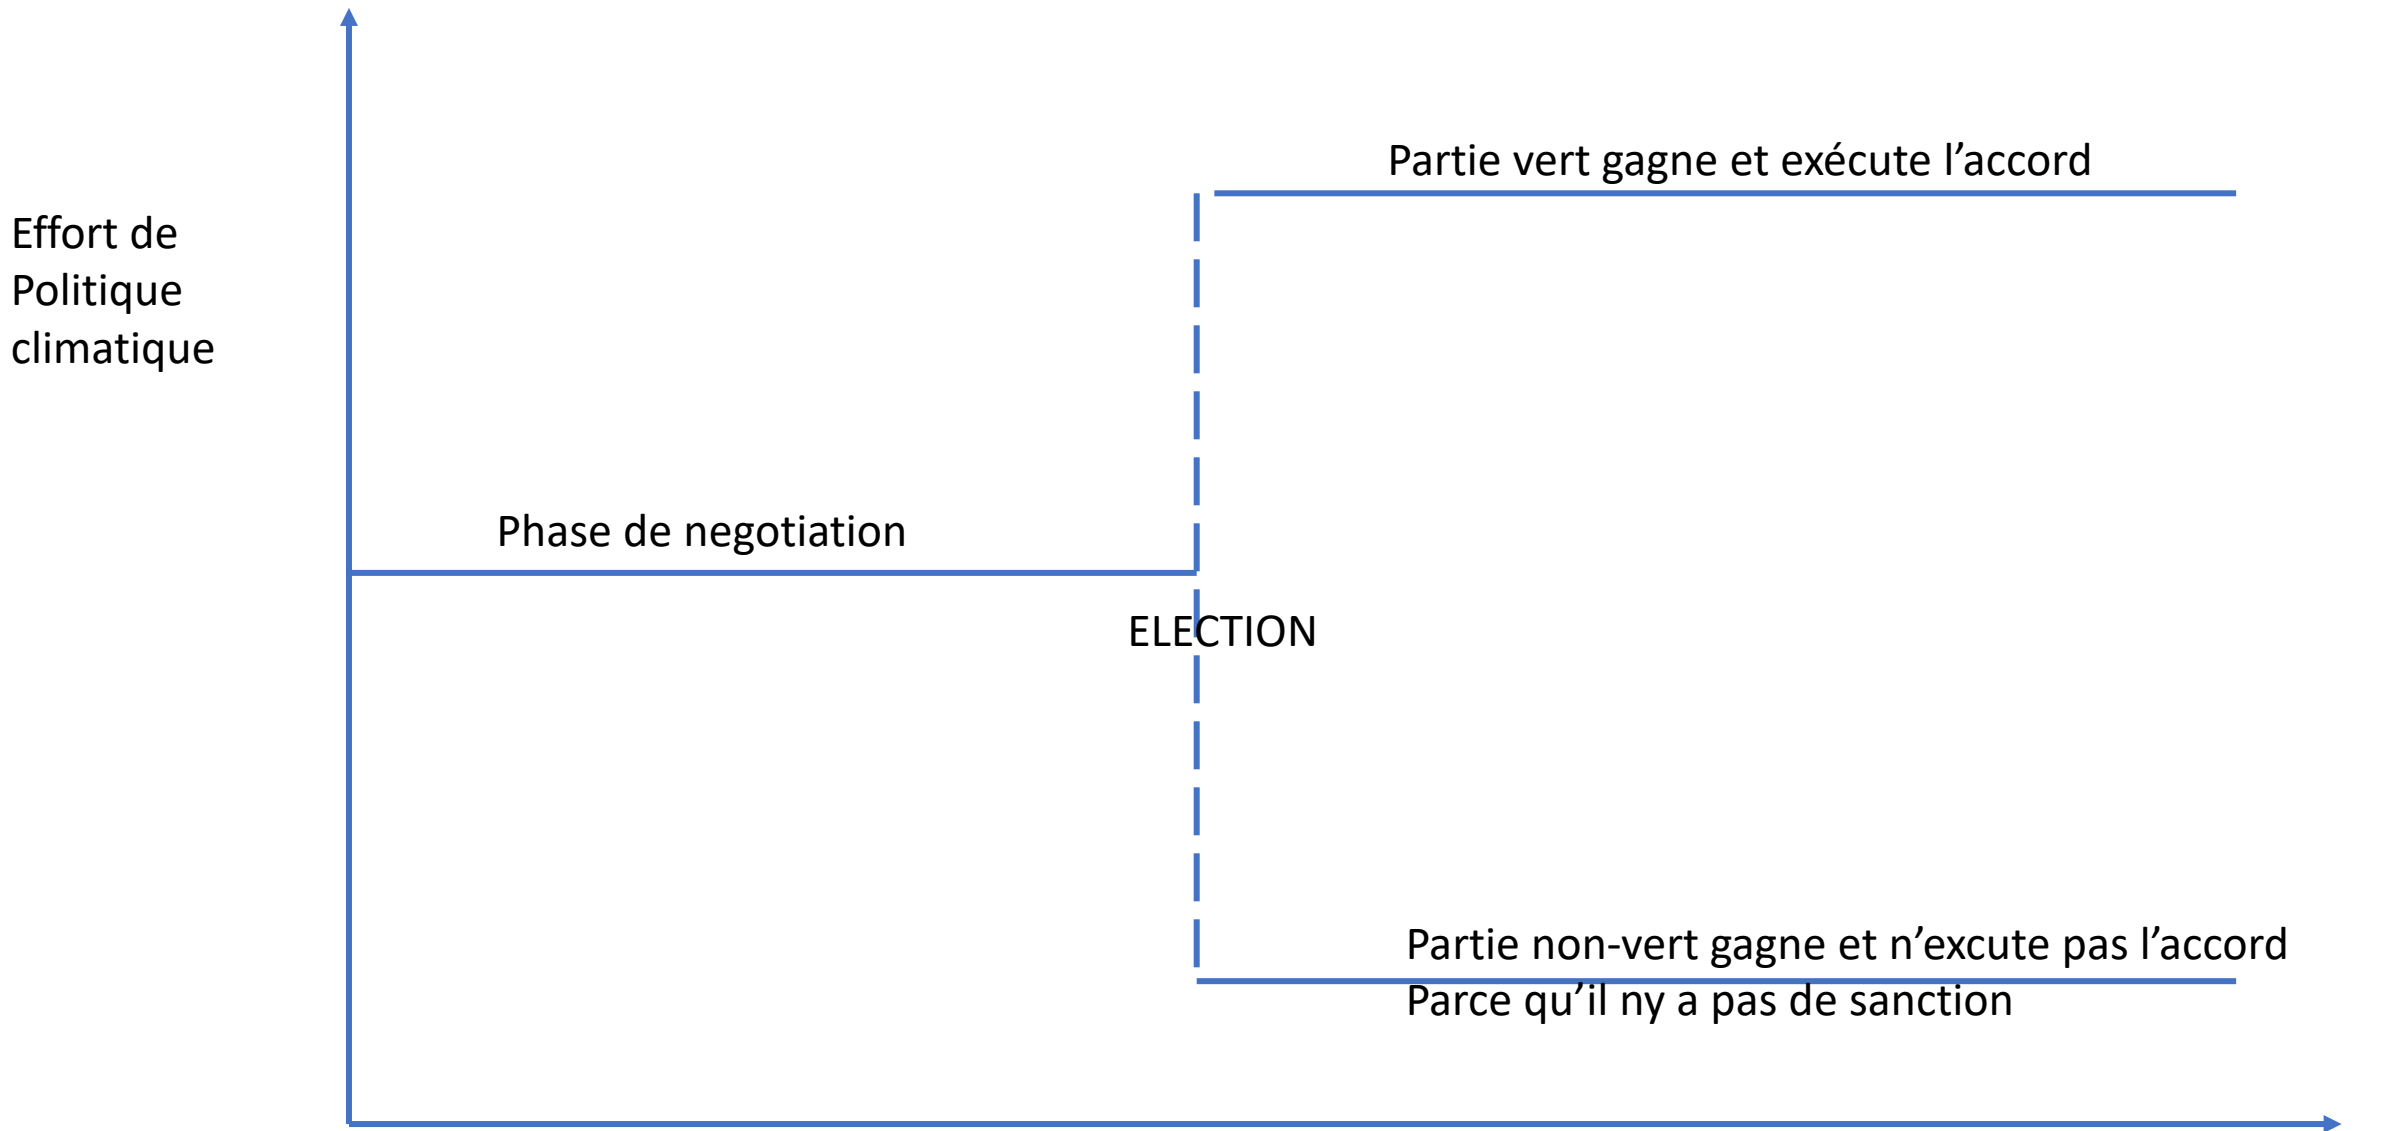 Partie vert gagne et exécute l’accord
Effort de
Politique
climatique
Phase de negotiation
ELECTION
Partie non-vert gagne et n’excute pas l’accord
Parce qu’il ny a pas de sanction